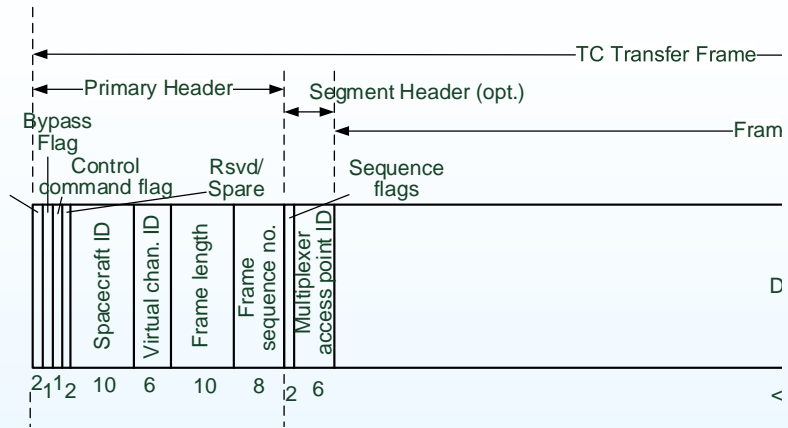 TC Transfer Frame
Primary Header
Segment Header (opt.)
Fram
Bypass
Flag
Control
command flag
Rsvd/
Spare
Sequence
flags
Spacecraft ID
Virtual chan. ID
Frame length
Frame
sequence no.
Multiplexer
access point ID
D
2 1 1 2 10 6 10 8 2 6
<